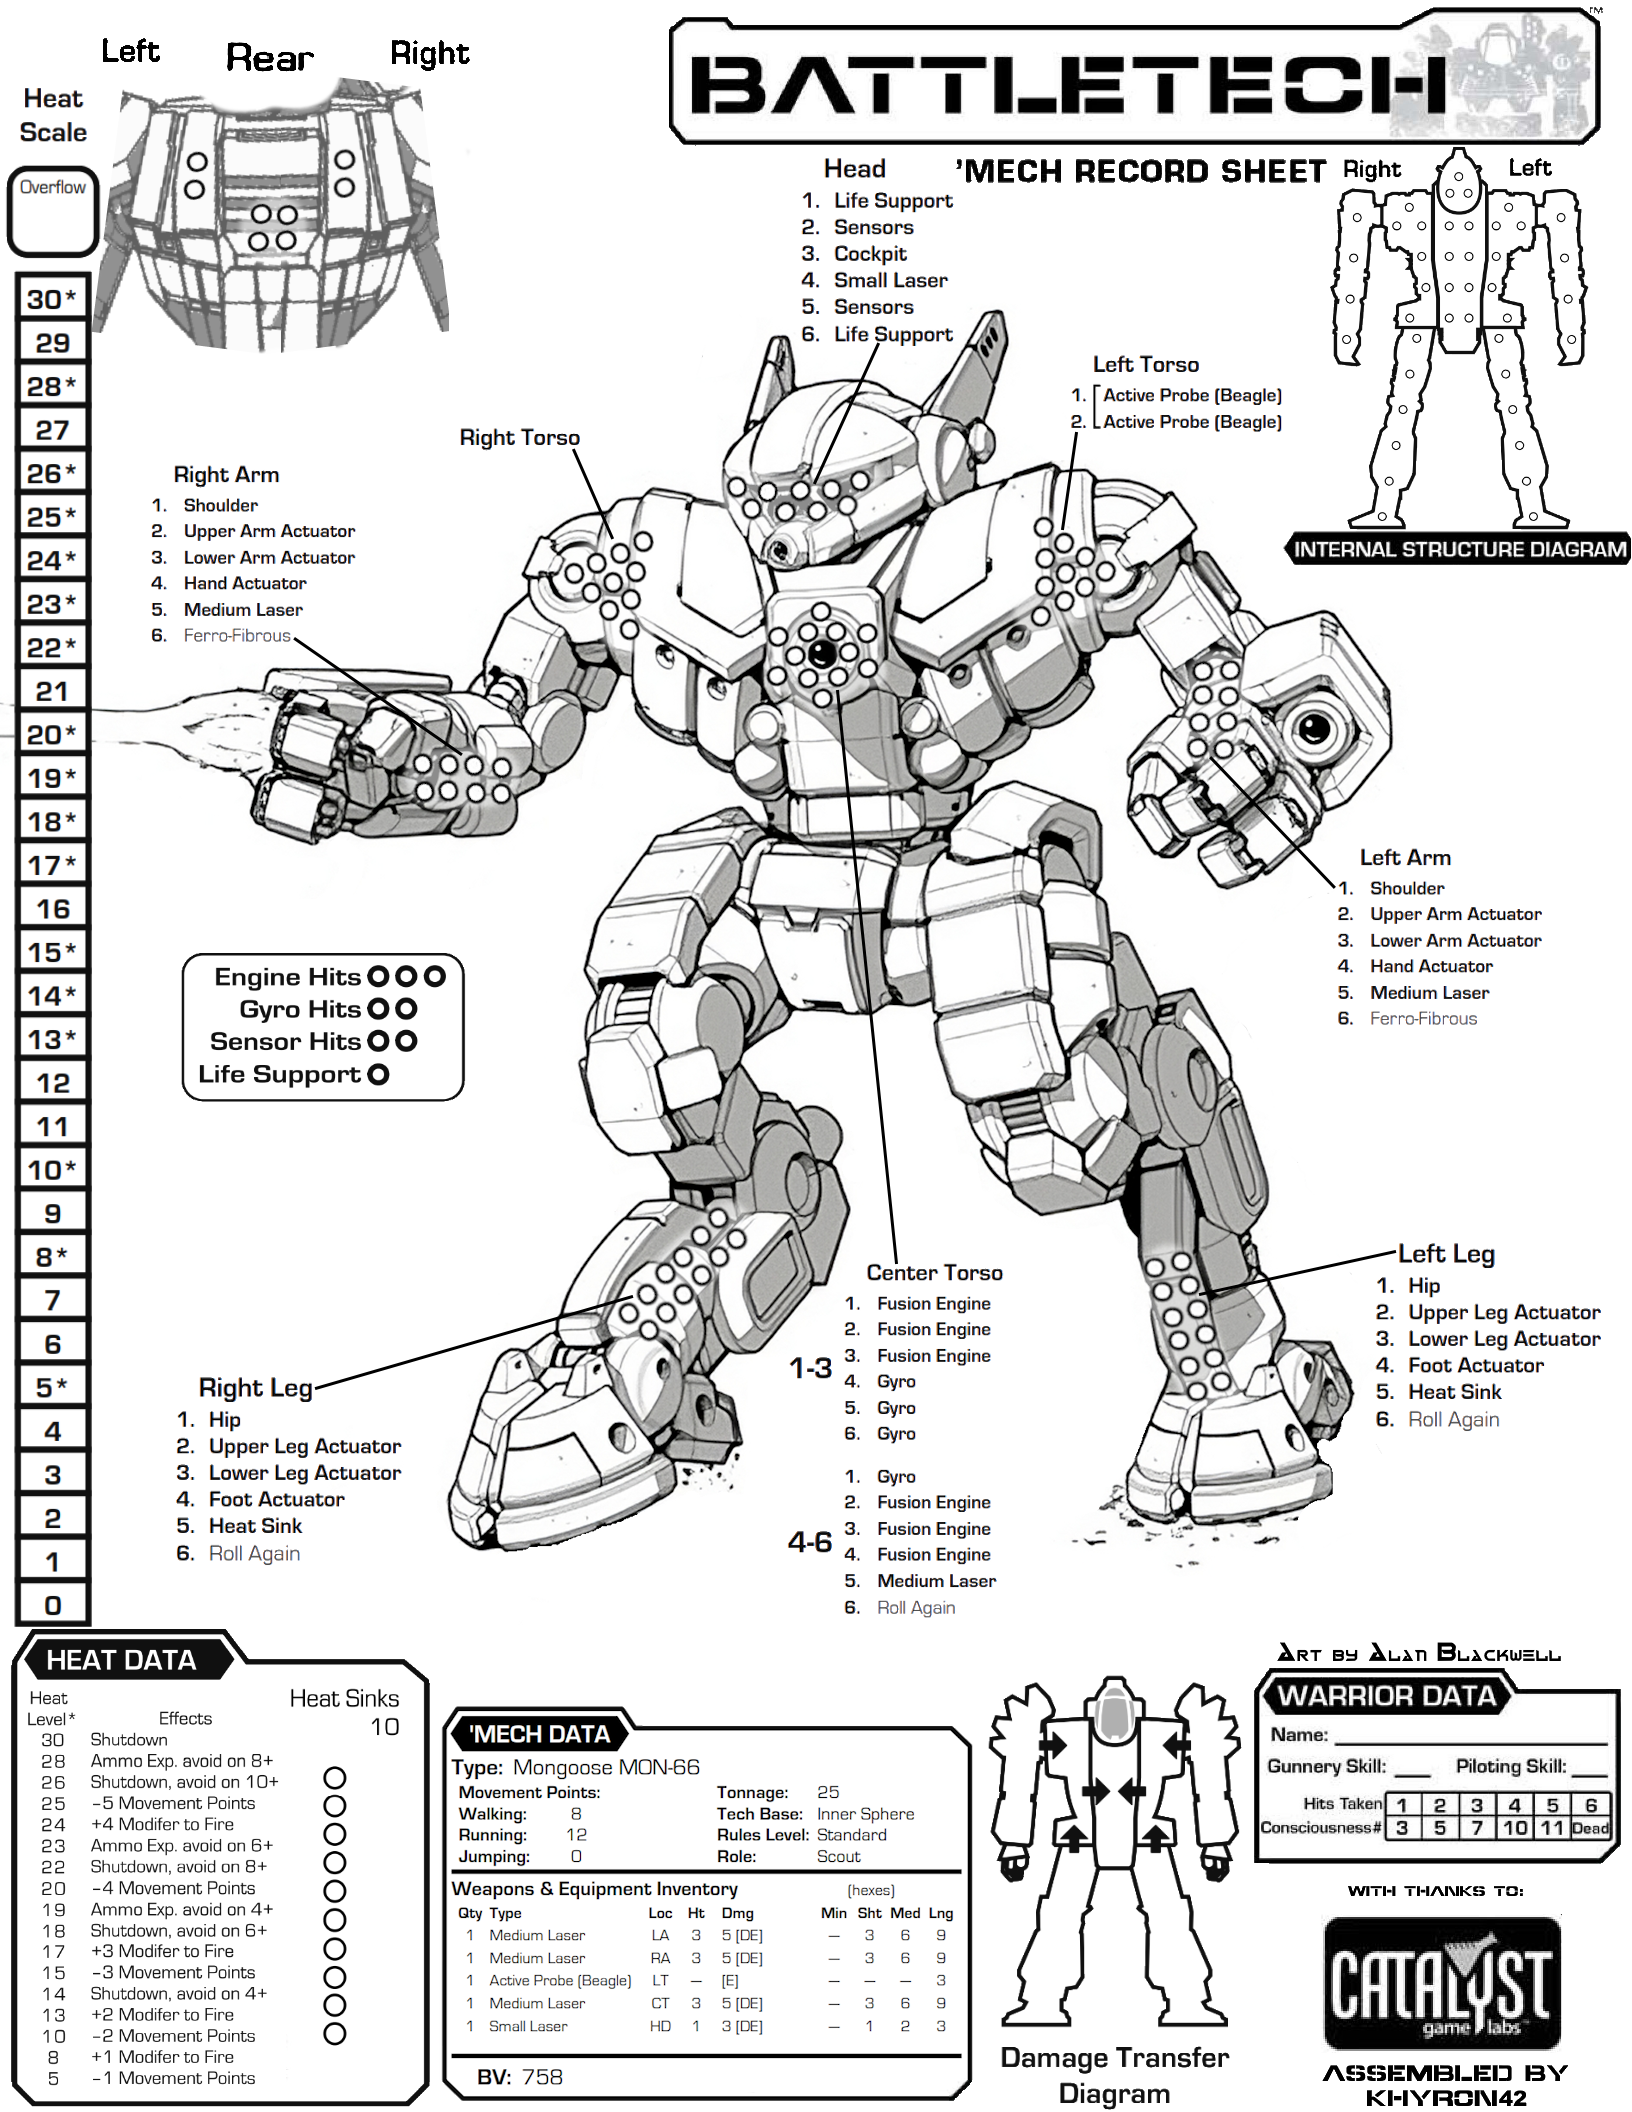 Left Rear Right
Heat
Scale
Overflow
30*
29
28*
27
26*
25*
24*
23*
22*
21
20*
19*
18*
17*
16
15*
14*
13*
12
11
10*
9
8*
7
6
5*
4
3
2
1
0
BATTLETECH
TM
'MECH RECORD SHEET
Right Left
INTERNAL STRUCTURE DIAGRAM
Head
1. Life Support
2. Sensors
3. Cockpit
4. Small Laser
5. Sensors
6. Life Support
Left Torso
1. Active Probe (Beagle)
2. Active Probe (Beagle)
Right Torso
Right Arm
1. Shoulder
2. Upper Arm Actuator
3. Lower Arm Actuator
4. Hand Actuator
5. Medium Laser
6. Ferro-Fibrous
Left Arm
1. Shoulder
2. Upper Arm Actuator
3. Lower Arm Actuator
4. Hand Actuator
5. Medium Laser
6. Ferro-Fibrous
Engine Hits
Gyro Hits
Sensor Hits
Life Support
Center Torso
1-3
1. Fusion Engine
2. Fusion Engine
3. Fusion Engine
4. Gyro
5. Gyro
6. Gyro
4-6
1. Gyro
2. Fusion Engine
3. Fusion Engine
4. Fusion Engine
5. Medium Laser
6. Roll Again
Left Leg
1. Hip
2. Upper Leg Actuator
3. Lower Leg Actuator
4. Foot Actuator
5. Heat Sink
6. Roll Again
Right Leg
1. Hip
2. Upper Leg Actuator
3. Lower Leg Actuator
4. Foot Actuator
5. Heat Sink
6. Roll Again
HEAT DATA
Heat
Level* Effects
Heat Sinks
10
30 Shutdown
28 Ammo Exp. avoid on 8+
26 Shutdown, avoid on 10+
25 -5 Movement Points
24 +4 Modifer to Fire
23 Ammo Exp. avoid on 6+
22 Shutdown, avoid on 8+
20 -4 Movement Points
19 Ammo Exp. avoid on 4+
18 Shutdown, avoid on 6+
17 +3 Modifer to Fire
15 -3 Movement Points
14 Shutdown, avoid on 4+
13 +2 Modifer to Fire
10 -2 Movement Points
8 +1 Modifer to Fire
5 -1 Movement Points
'MECH DATA
Type: Mongoose MON-66
Movement Points: Tonnage: 25
Walking: 8 Tech Base: Inner Sphere
Running: 12 Rules Level: Standard
Jumping: 0 Role: Scout
Weapons & Equipment Inventory (hexes)
Qty Type Loc Ht Dmg Min Sht Med Lng
1 Medium Laser LA 3 5 [DE] — 3 6 9
1 Medium Laser RA 3 5 [DE] — 3 6 9
1 Active Probe (Beagle) LT — [E] — — — 3
1 Medium Laser CT 3 5 [DE] — 3 6 9
1 Small Laser HD 1 3 [DE] — 1 2 3
BV: 758
Damage Transfer
Diagram
Art by Alan Blackwell
WARRIOR DATA
Name:
Gunnery Skill: Piloting Skill:
Hits Taken 1 2 3 4 5 6
Consciousness# 3 5 7 10 11 Dead
WITH THANKS TO:
CATALYST
game labs
ASSEMBLED BY
KHYRON42